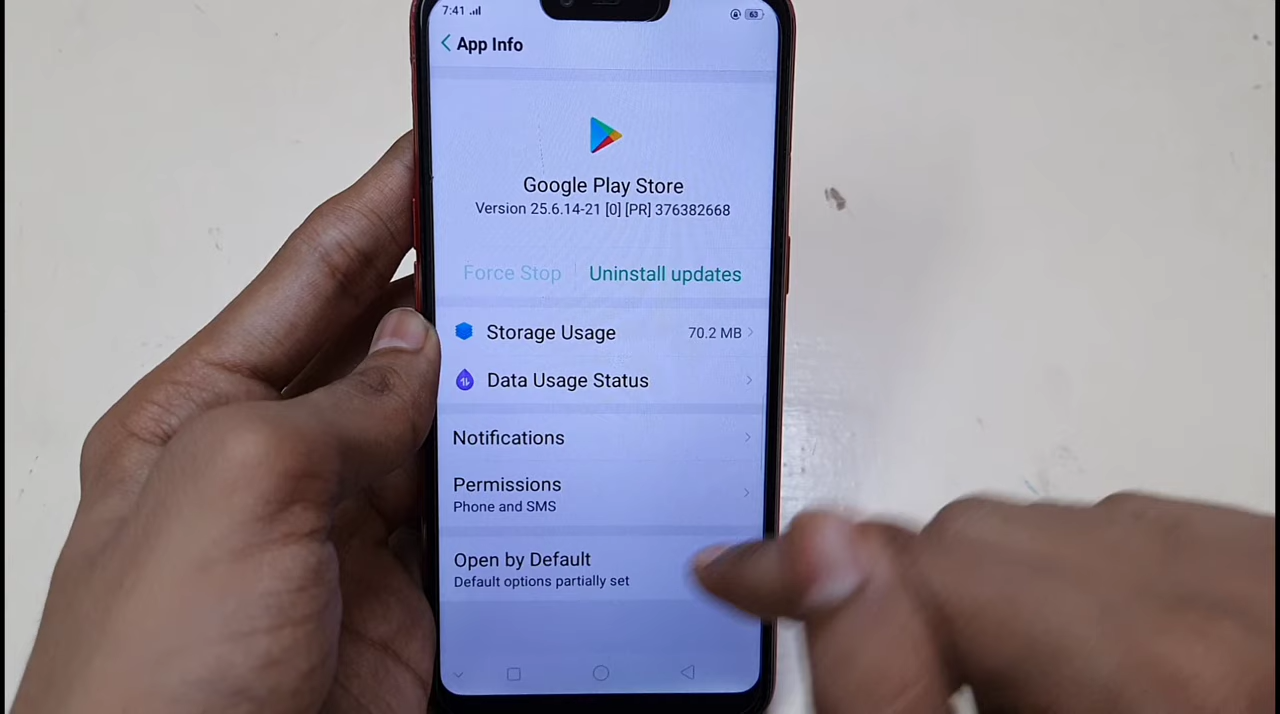 7:41
63
App Info
Google Play Store
Version 25.6.14-21 [0] [PR] 376382668
Force Stop
Uninstall updates
Storage Usage 70.2 MB
Data Usage Status
Notifications
Permissions
Phone and SMS
Open by Default
Default options partially set